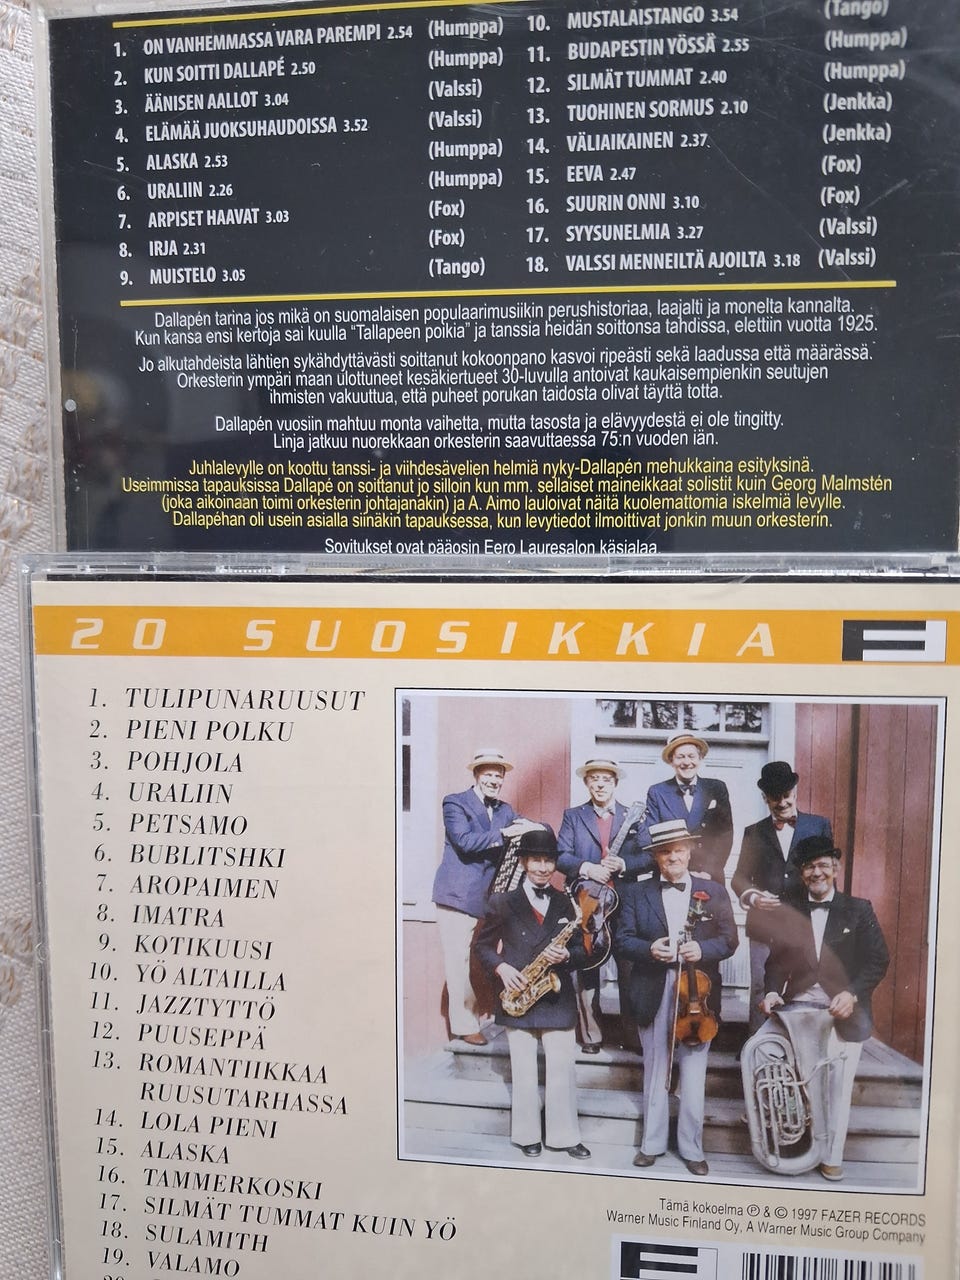 1. ON VANHEMMASSA VARA PAREMPI 2.54 (Humppa)
2. KUN SOITTI DALLAPÉ 2.50 (Humppa)
3. ÄÄNISEN AALLOT 3.04 (Valssi)
4. ELÄMÄÄ JUOKSUHAUDOISSA 3.52 (Valssi)
5. ALASKA 2.53 (Humppa)
6. URALIIN 2.26 (Humppa)
7. ARPISET HAAVAT 3.03 (Fox)
8. IRJA 2.31 (Fox)
9. MUISTELO 3.05 (Tango)
10. MUSTALAISTANGO 3.54 (Tango)
11. BUDAPESTIN YÖSSÄ 2.55 (Humppa)
12. SILMÄT TUMMAT 2.40 (Humppa)
13. TUOHINEN SORMUS 2.10 (Jenkka)
14. VÄLIAIKAINEN 2.37 (Jenkka)
15. EEVA 2.47 (Fox)
16. SUURIN ONNI 3.10 (Fox)
17. SYYSUNELMIA 3.27 (Valssi)
18. VALSSI MENNEILTÄ AJOILTA 3.18 (Valssi)
Dallapén tarina jos mikä on suomalaisen populaarimusiikin perushistoriaa, laajalti ja monelta kannalta.
Kun kansa ensi kertoja sai kuulla "Tallapeen poikia" ja tanssia heidän soittonsa tahdissa, elettiin vuotta 1925.
Jo alkutahdeista lähtien sykähdyttävästi soittanut kokoonpano kasvoi ripeästi sekä laadussa että määrässä.
Orkesterin ympäri maan ulottuneet kesäkiertueet 30-luvulla antoivat kaukaisempienkin seutujen
ihmisten vakuuttua, että puheet porukan taidosta olivat täyttä totta.
Dallapén vuosiin mahtuu monta vaihetta, mutta tasosta ja elävyydestä ei ole tingitty.
Linja jatkuu nuorekkaan orkesterin saavuttaessa 75:n vuoden iän.
Juhlalevylle on koottu tanssi- ja viihdesävelien helmiä nyky-Dallapén mehukkaina esityksinä.
Useimmissa tapauksissa Dallapé on soittanut jo silloin kun mm. sellaiset maineikkaat solistit kuin Georg Malmstén
(joka aikoinaan toimi orkesterin johtajanakin) ja A. Aimo lauloivat näitä kuolemattomia iskelmiä levylle.
Dallapéhan oli usein asialla siinäkin tapauksessa, kun levytiedot ilmoittivat jonkin muun orkesterin.
Sovitukset ovat pääosin Eero Lauresalon käsialaa.
20 SUOSIKKIA F
1. TULIPUNARUUSUT
2. PIENI POLKU
3. POHJOLA
4. URALIIN
5. PETSAMO
6. BUBLITSHKI
7. AROPAIMEN
8. IMATRA
9. KOTIKUUSI
10. YÖ ALTAILLA
11. JAZZTYTTÖ
12. PUUSEPPÄ
13. ROMANTIIKKAA
RUUSUTARHASSA
14. LOLA PIENI
15. ALASKA
16. TAMMERKOSKI
17. SILMÄT TUMMAT KUIN YÖ
18. SULAMITH
19. VALAMO
Tämä kokoelma ℗ & © 1997 FAZER RECORDS
Warner Music Finland Oy, A Warner Music Group Company
F